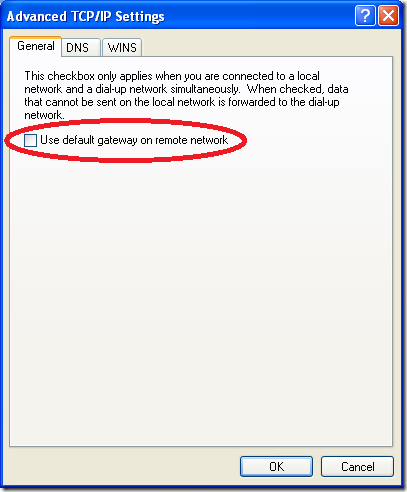 Advanced TCP/IP Settings
General DNS WINS
This checkbox only applies when you are connected to a local
network and a dial-up network simultaneously. When checked, data
that cannot be sent on the local network is forwarded to the dial-up
network.
Use default gateway on remote network
OK Cancel